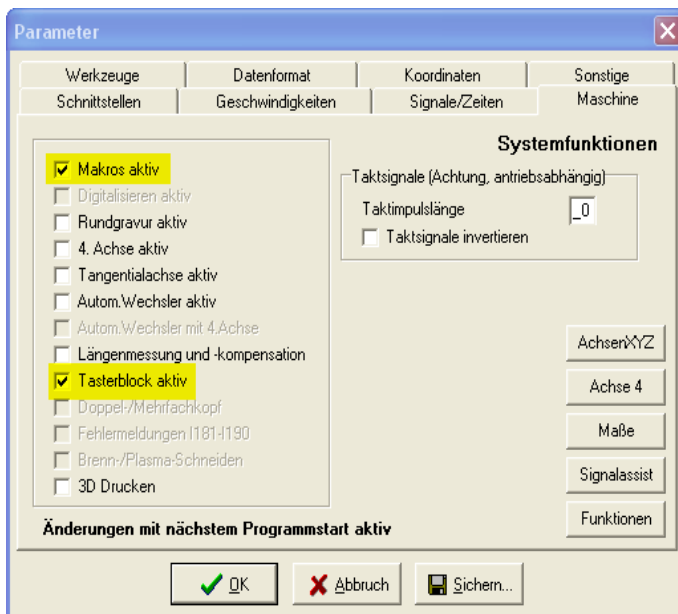 Parameter
Werkzeuge
Datenformat
Koordinaten
Sonstige
Schnittstellen
Geschwindigkeiten
Signale/Zeiten
Maschine
Systemfunktionen
Makros aktiv
Digitalisieren aktiv
Rundgravur aktiv
4. Achse aktiv
Tangentialachse aktiv
Autom.Wechsler aktiv
Autom.Wechsler mit 4.Achse
Längenmessung und -kompensation
Tasterblock aktiv
Doppel-/Mehrfachkopf
Fehlermeldungen I181-I190
Brenn-/Plasma-Schneiden
3D Drucken
Taktsignale (Achtung, antriebsabhängig)
Taktimpulslänge
_0
Taktsignale invertieren
AchsenXYZ
Achse 4
Maße
Signalassist
Funktionen
Änderungen mit nächstem Programmstart aktiv
OK
Abbruch
Sichern...